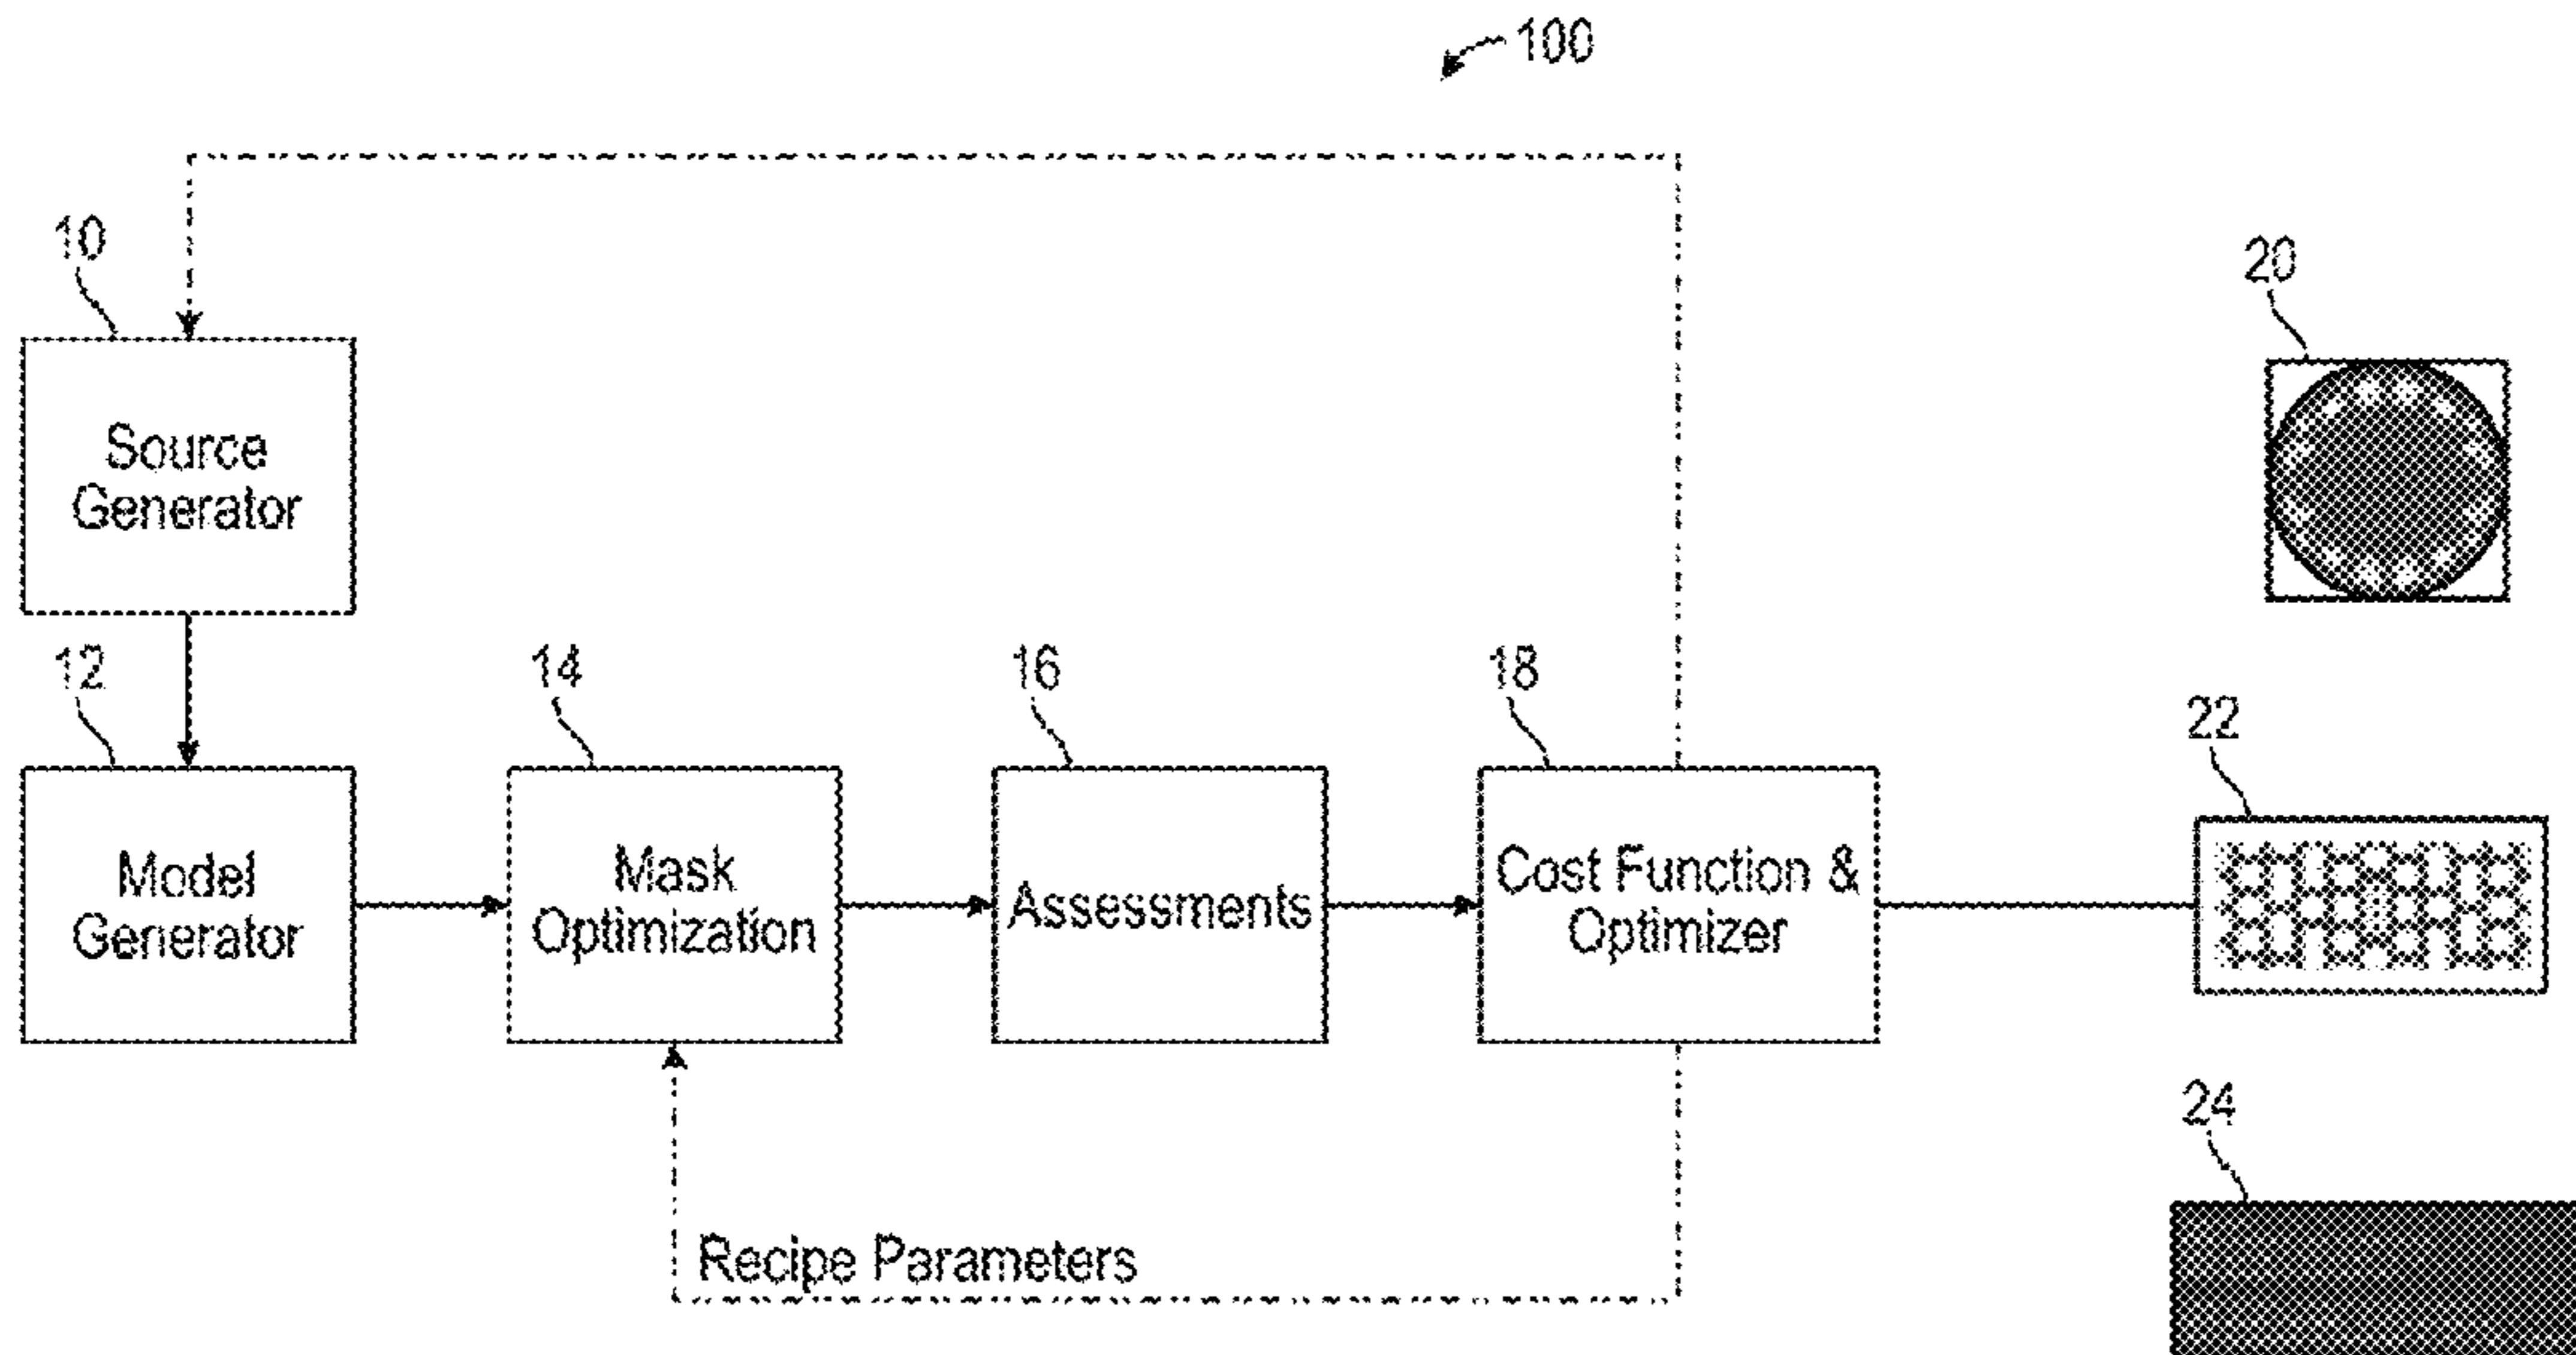 100
10
20
Source
Generator
12
14
16
18
22
Model
Generator
Mask
Optimization
Assessments
Cost Function &
Optimizer
24
Recipe Parameters